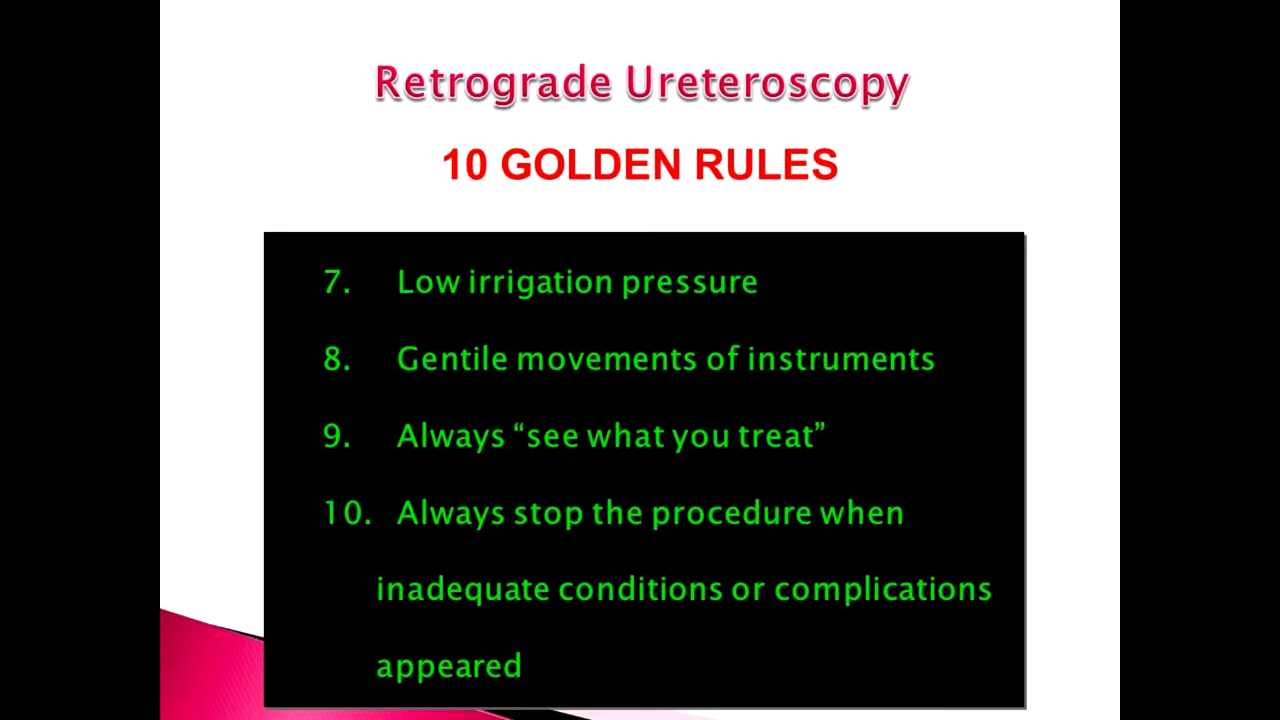 Retrograde Ureteroscopy
10 GOLDEN RULES
7. Low irrigation pressure
8. Gentile movements of instruments
9. Always “see what you treat”
10. Always stop the procedure when
inadequate conditions or complications
appeared